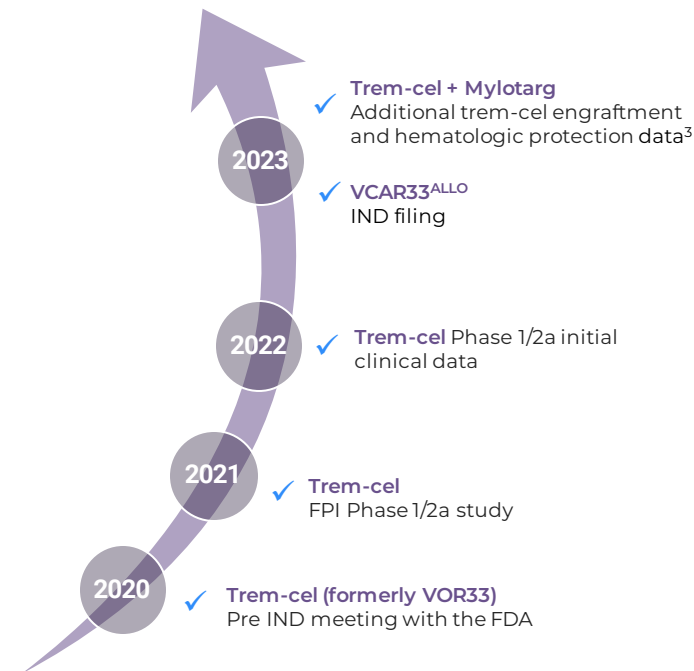 Trem-cel + Mylotarg
Additional trem-cel engraftment
and hematologic protection data³
2023
VCAR33ᴬᴸᴸᴼ
IND filing
2022
Trem-cel Phase 1/2a initial
clinical data
2021
Trem-cel
FPI Phase 1/2a study
2020
Trem-cel (formerly VOR33)
Pre IND meeting with the FDA